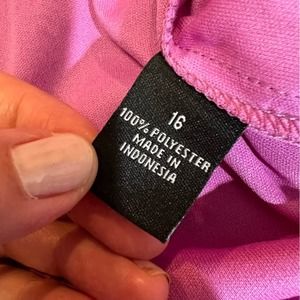 16
100% POLYESTER
MADE IN
INDONESIA